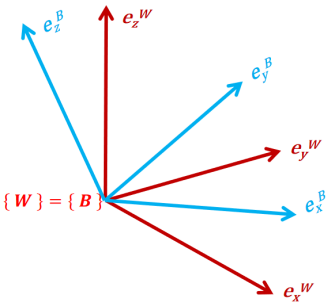 e_z^B
e_z^W
e_y^B
e_y^W
{ W } = { B }
e_x^B
e_x^W